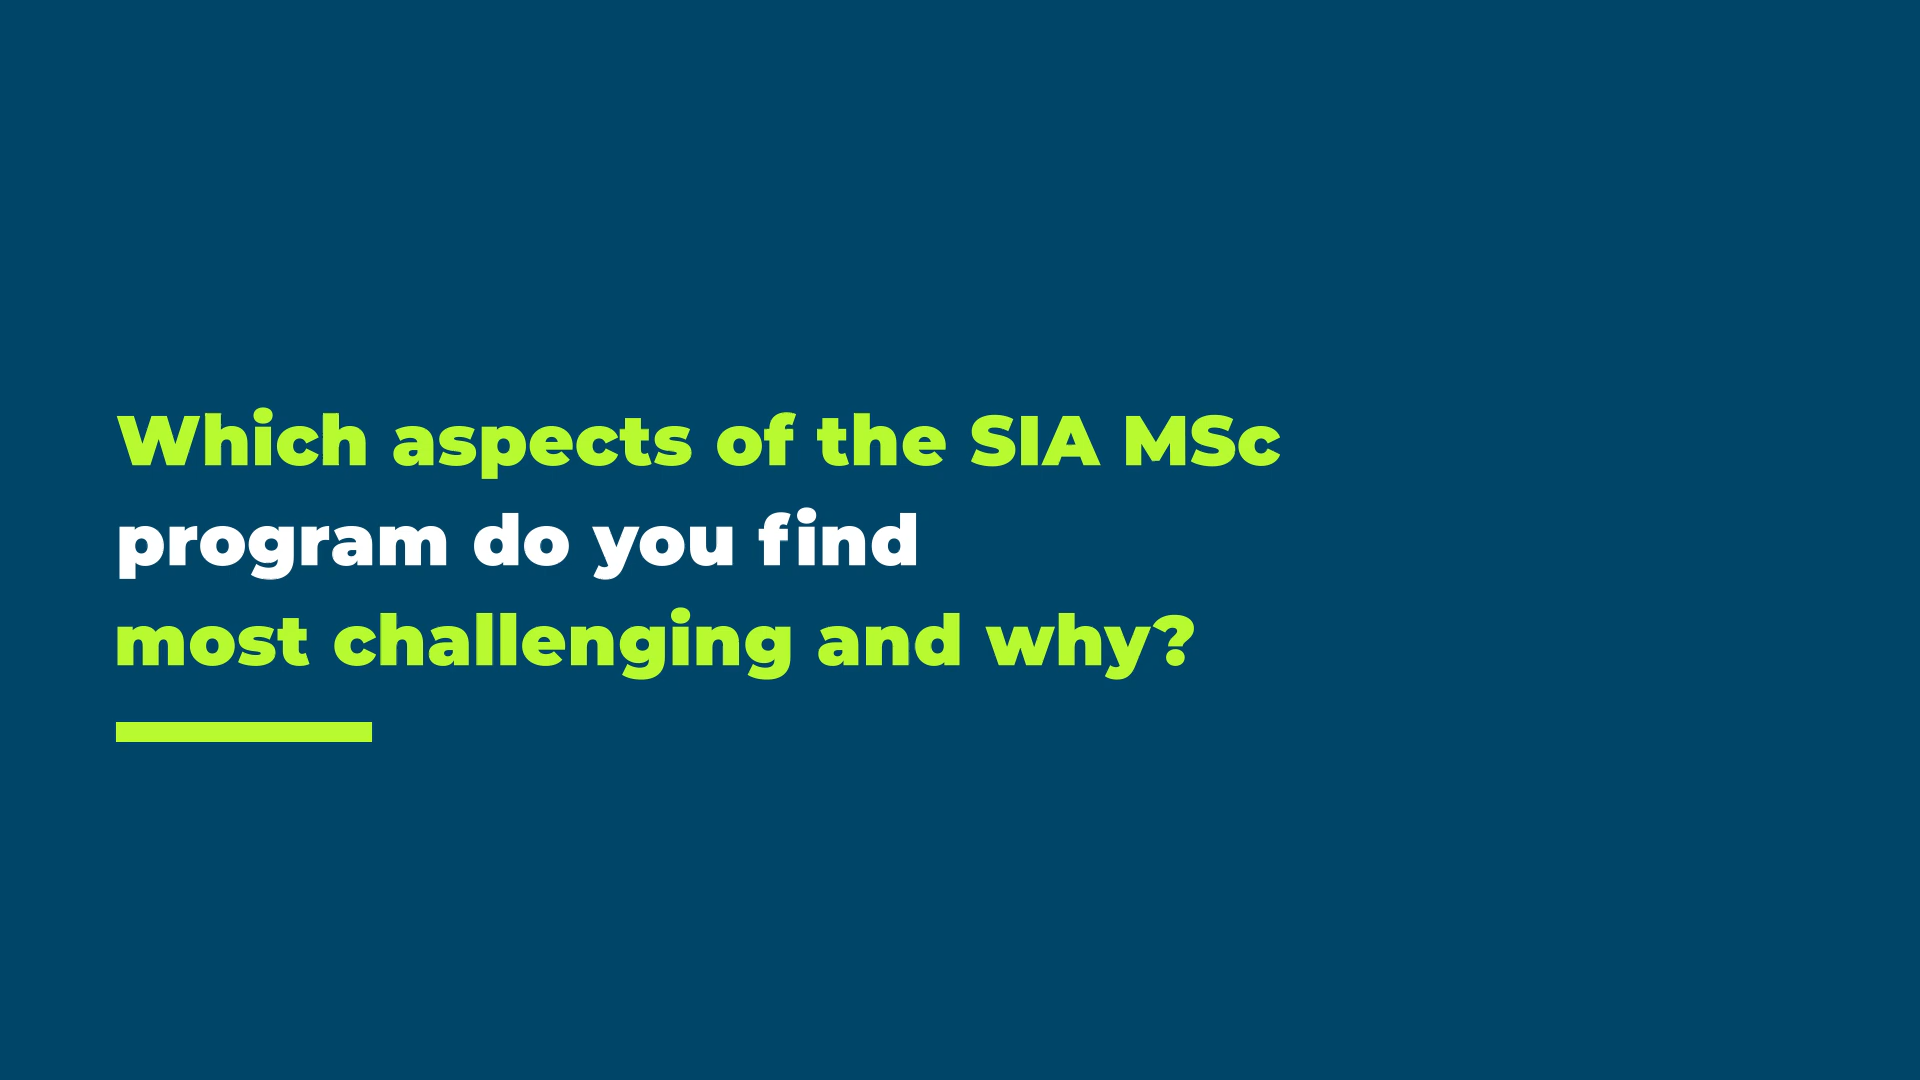 Which aspects of the SIA MSc
program do you find
most challenging and why?